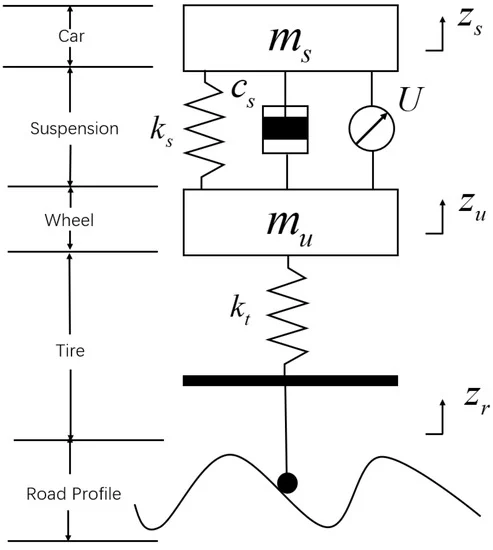 Car
m_s
z_s
Suspension
k_s
c_s
U
Wheel
m_u
z_u
k_t
Tire
z_r
Road Profile